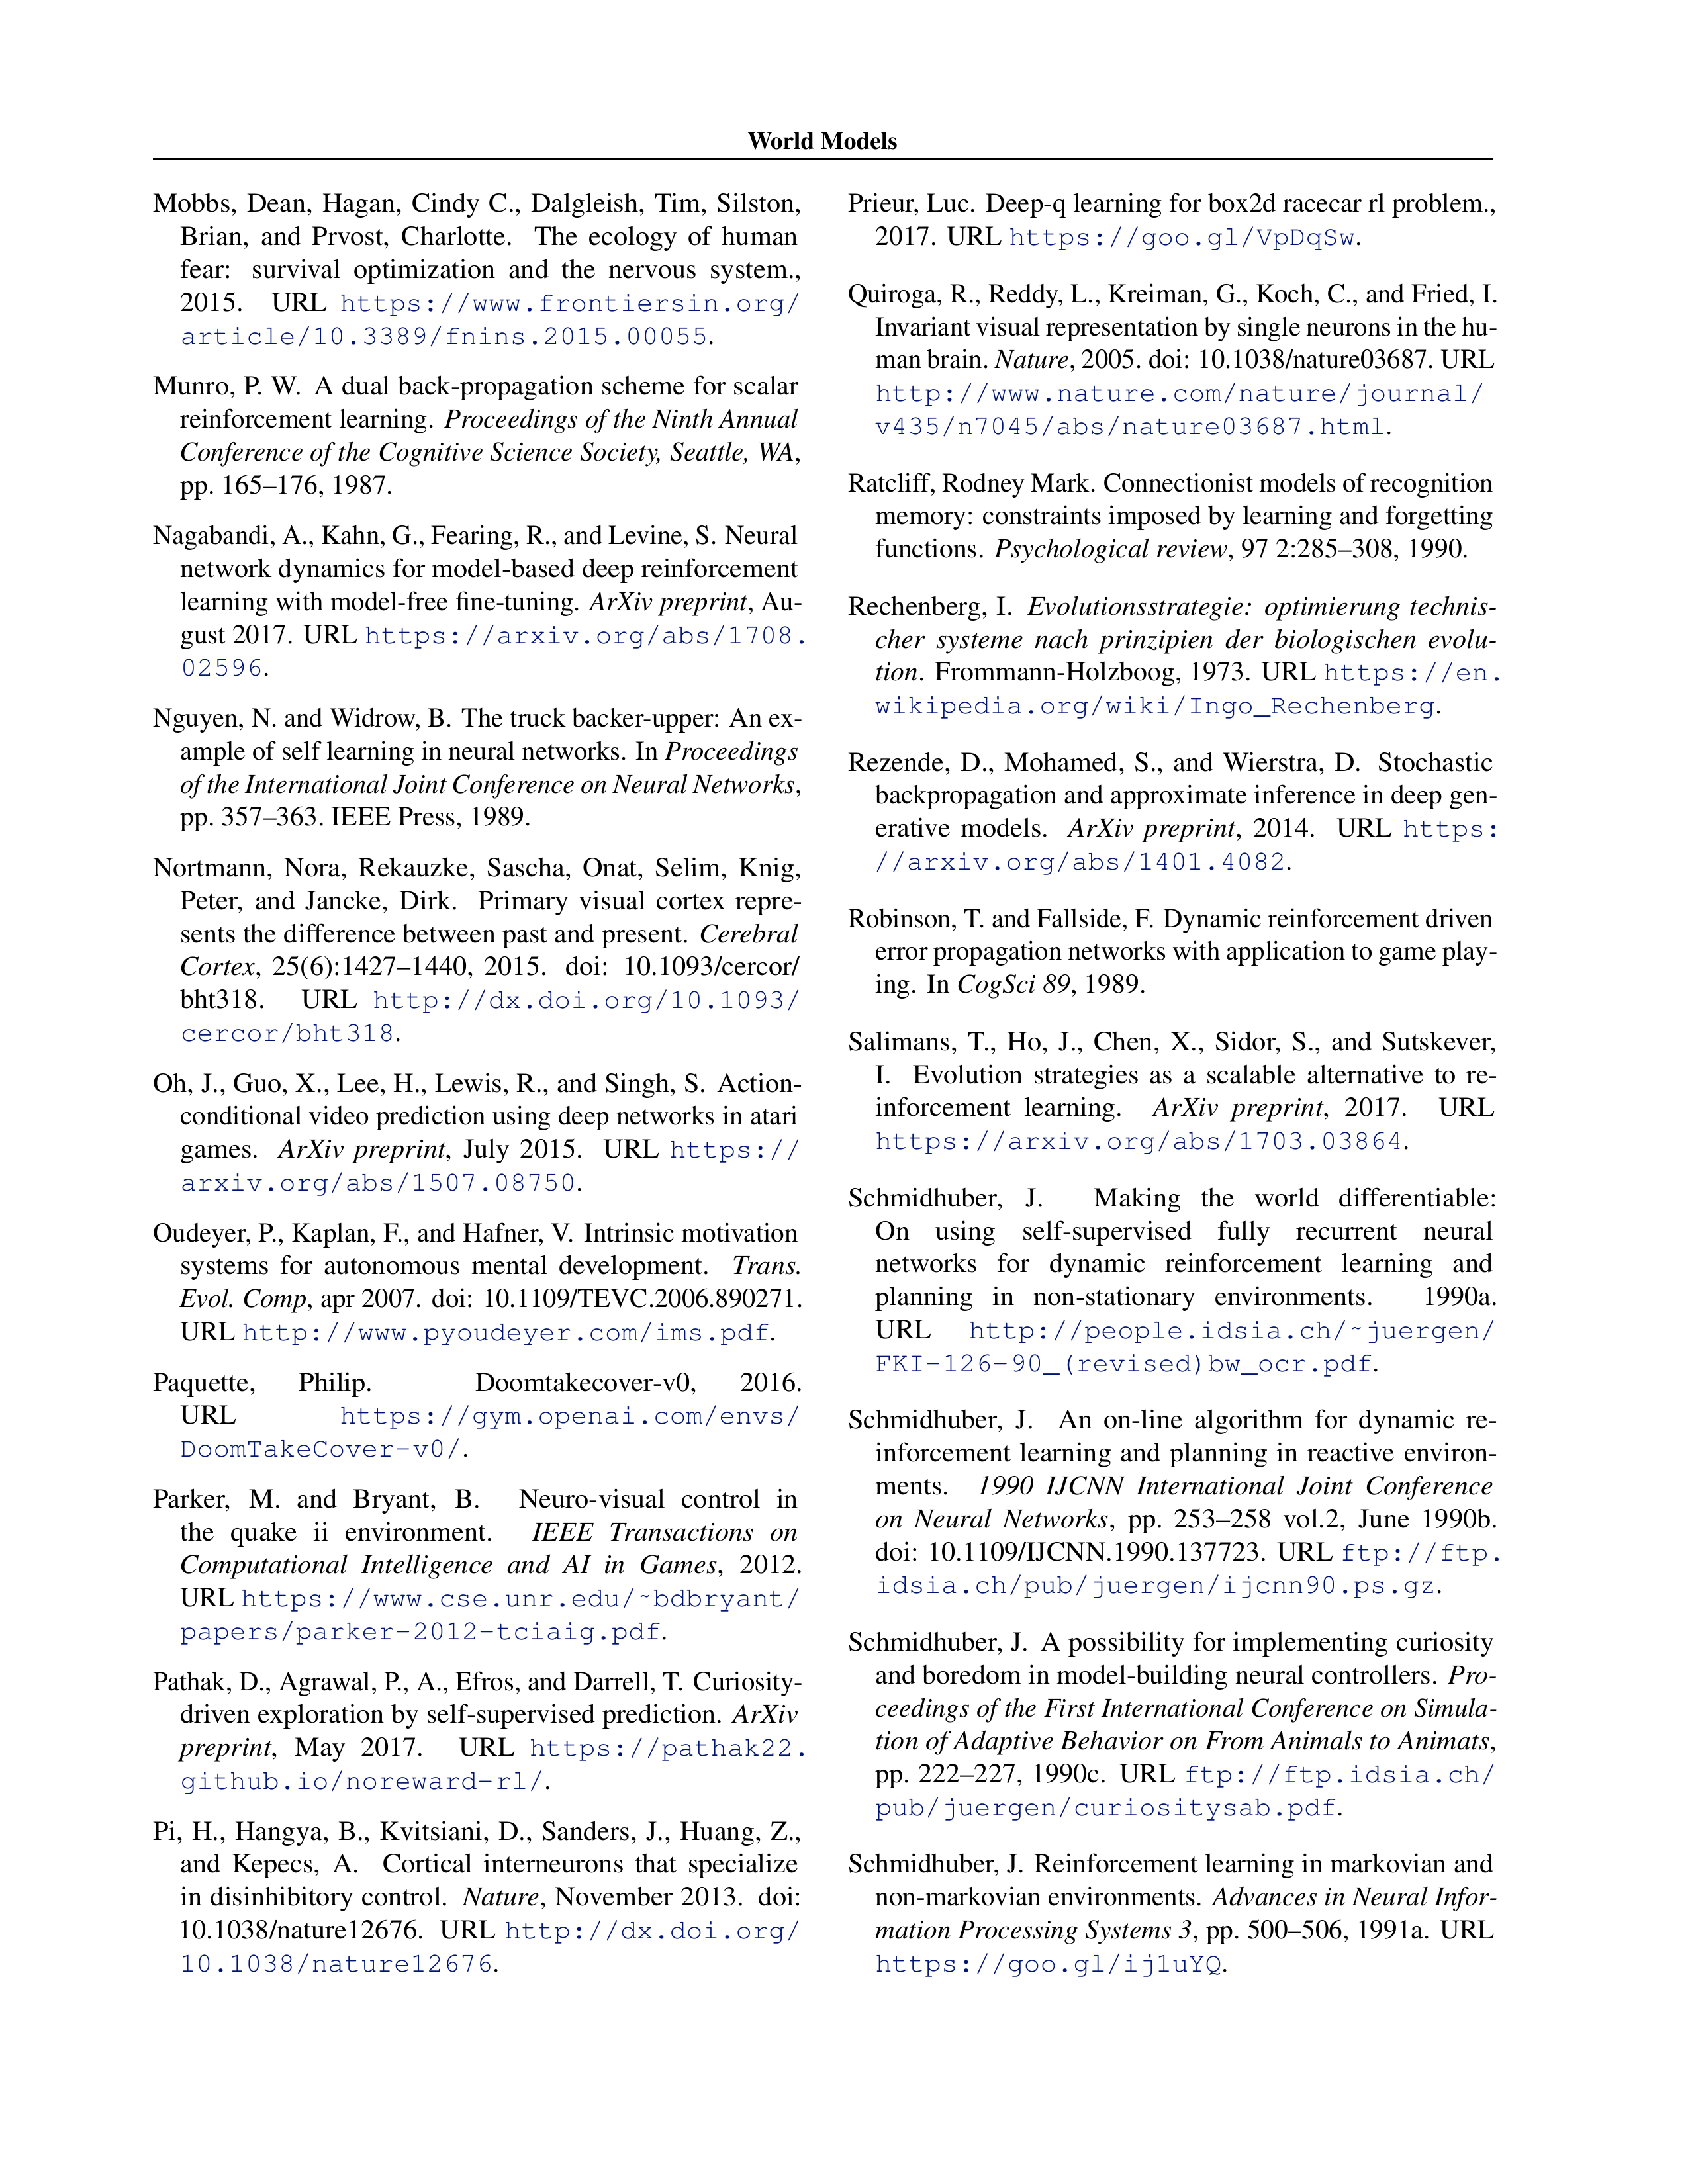 World Models
Mobbs, Dean, Hagan, Cindy C., Dalgleish, Tim, Silston,
Brian, and Prvost, Charlotte. The ecology of human
fear: survival optimization and the nervous system.,
2015. URL https://www.frontiersin.org/
article/10.3389/fnins.2015.00055.
Munro, P. W. A dual back-propagation scheme for scalar
reinforcement learning. Proceedings of the Ninth Annual
Conference of the Cognitive Science Society, Seattle, WA,
pp. 165–176, 1987.
Nagabandi, A., Kahn, G., Fearing, R., and Levine, S. Neural
network dynamics for model-based deep reinforcement
learning with model-free fine-tuning. ArXiv preprint, Au-
gust 2017. URL https://arxiv.org/abs/1708.
02596.
Nguyen, N. and Widrow, B. The truck backer-upper: An ex-
ample of self learning in neural networks. In Proceedings
of the International Joint Conference on Neural Networks,
pp. 357–363. IEEE Press, 1989.
Nortmann, Nora, Rekauzke, Sascha, Onat, Selim, Knig,
Peter, and Jancke, Dirk. Primary visual cortex repre-
sents the difference between past and present. Cerebral
Cortex, 25(6):1427–1440, 2015. doi: 10.1093/cercor/
bht318. URL http://dx.doi.org/10.1093/
cercor/bht318.
Oh, J., Guo, X., Lee, H., Lewis, R., and Singh, S. Action-
conditional video prediction using deep networks in atari
games. ArXiv preprint, July 2015. URL https://
arxiv.org/abs/1507.08750.
Oudeyer, P., Kaplan, F., and Hafner, V. Intrinsic motivation
systems for autonomous mental development. Trans.
Evol. Comp, apr 2007. doi: 10.1109/TEVC.2006.890271.
URL http://www.pyoudeyer.com/ims.pdf.
Paquette, Philip. Doomtakecover-v0, 2016.
URL https://gym.openai.com/envs/
DoomTakeCover-v0/.
Parker, M. and Bryant, B. Neuro-visual control in
the quake ii environment. IEEE Transactions on
Computational Intelligence and AI in Games, 2012.
URL https://www.cse.unr.edu/~bdbryant/
papers/parker-2012-tciaig.pdf.
Pathak, D., Agrawal, P., A., Efros, and Darrell, T. Curiosity-
driven exploration by self-supervised prediction. ArXiv
preprint, May 2017. URL https://pathak22.
github.io/noreward-rl/.
Pi, H., Hangya, B., Kvitsiani, D., Sanders, J., Huang, Z.,
and Kepecs, A. Cortical interneurons that specialize
in disinhibitory control. Nature, November 2013. doi:
10.1038/nature12676. URL http://dx.doi.org/
10.1038/nature12676.
Prieur, Luc. Deep-q learning for box2d racecar rl problem.,
2017. URL https://goo.gl/VpDqSw.
Quiroga, R., Reddy, L., Kreiman, G., Koch, C., and Fried, I.
Invariant visual representation by single neurons in the hu-
man brain. Nature, 2005. doi: 10.1038/nature03687. URL
http://www.nature.com/nature/journal/
v435/n7045/abs/nature03687.html.
Ratcliff, Rodney Mark. Connectionist models of recognition
memory: constraints imposed by learning and forgetting
functions. Psychological review, 97 2:285–308, 1990.
Rechenberg, I. Evolutionsstrategie: optimierung technis-
cher systeme nach prinzipien der biologischen evolu-
tion. Frommann-Holzboog, 1973. URL https://en.
wikipedia.org/wiki/Ingo_Rechenberg.
Rezende, D., Mohamed, S., and Wierstra, D. Stochastic
backpropagation and approximate inference in deep gen-
erative models. ArXiv preprint, 2014. URL https:
//arxiv.org/abs/1401.4082.
Robinson, T. and Fallside, F. Dynamic reinforcement driven
error propagation networks with application to game play-
ing. In CogSci 89, 1989.
Salimans, T., Ho, J., Chen, X., Sidor, S., and Sutskever,
I. Evolution strategies as a scalable alternative to re-
inforcement learning. ArXiv preprint, 2017. URL
https://arxiv.org/abs/1703.03864.
Schmidhuber, J. Making the world differentiable:
On using self-supervised fully recurrent neural
networks for dynamic reinforcement learning and
planning in non-stationary environments. 1990a.
URL http://people.idsia.ch/~juergen/
FKI-126-90_(revised)bw_ocr.pdf.
Schmidhuber, J. An on-line algorithm for dynamic re-
inforcement learning and planning in reactive environ-
ments. 1990 IJCNN International Joint Conference
on Neural Networks, pp. 253–258 vol.2, June 1990b.
doi: 10.1109/IJCNN.1990.137723. URL ftp://ftp.
idsia.ch/pub/juergen/ijcnn90.ps.gz.
Schmidhuber, J. A possibility for implementing curiosity
and boredom in model-building neural controllers. Pro-
ceedings of the First International Conference on Simula-
tion of Adaptive Behavior on From Animals to Animats,
pp. 222–227, 1990c. URL ftp://ftp.idsia.ch/
pub/juergen/curiositysab.pdf.
Schmidhuber, J. Reinforcement learning in markovian and
non-markovian environments. Advances in Neural Infor-
mation Processing Systems 3, pp. 500–506, 1991a. URL
https://goo.gl/ij1uYQ.